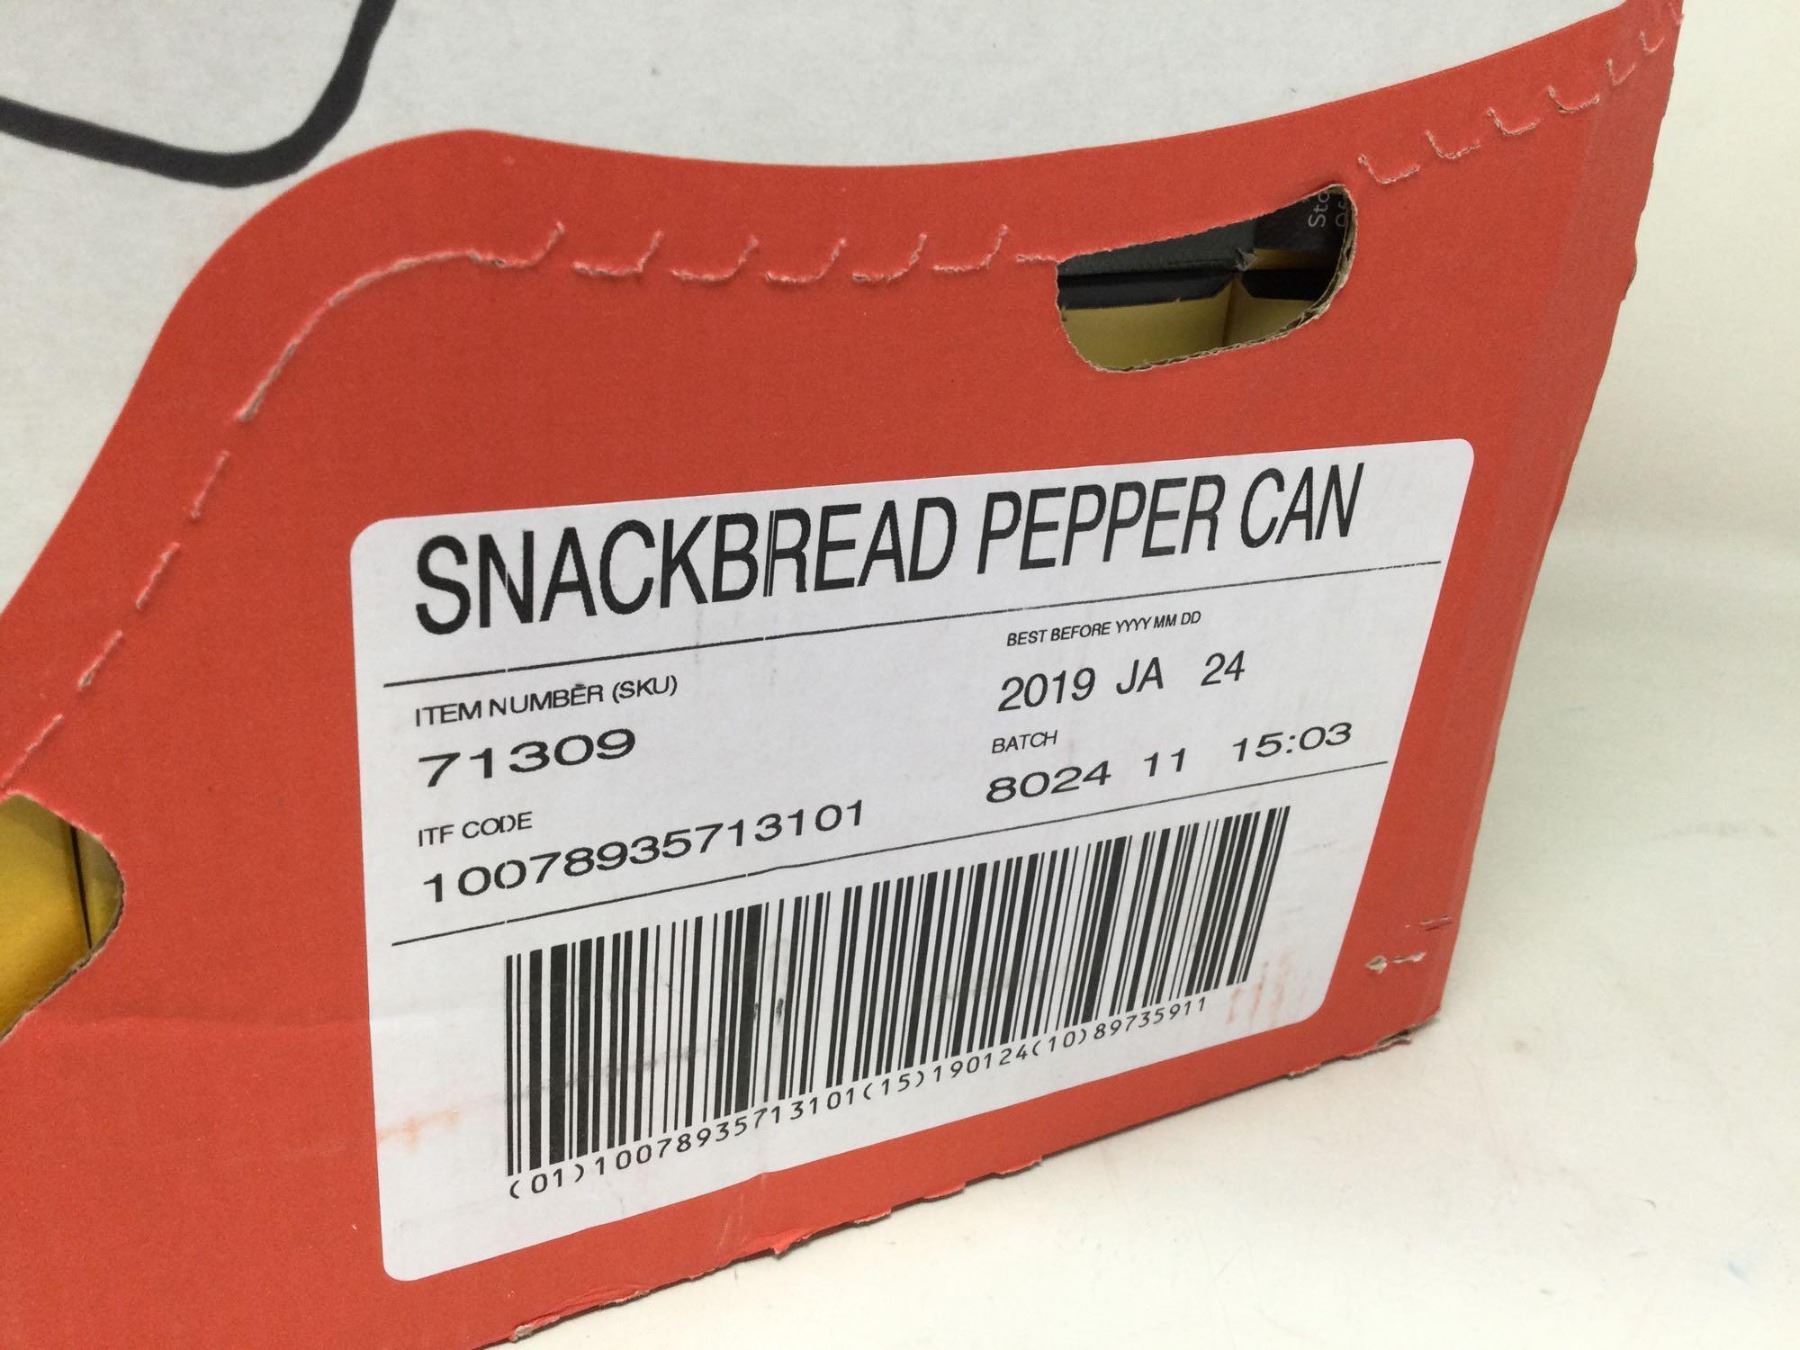 SNACKBREAD PEPPER CAN
ITEM NUMBER (SKU)
71309
BEST BEFORE YYYY MM DD
2019 JA 24
ITF CODE
10078935713101
BATCH
8024 11 15:03
(01)10078935713101(15)190124(10)89735911
Sto